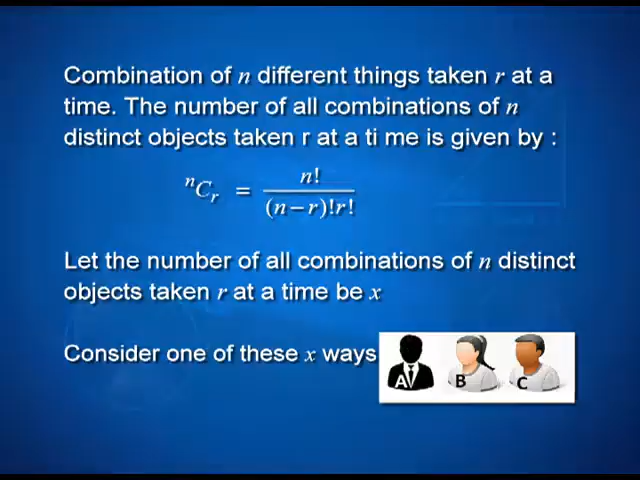 Combination of n different things taken r at a
time. The number of all combinations of n
distinct objects taken r at a ti me is given by :
ⁿCᵣ = n! / (n−r)!r!
Let the number of all combinations of n distinct
objects taken r at a time be x
Consider one of these x ways
A B C